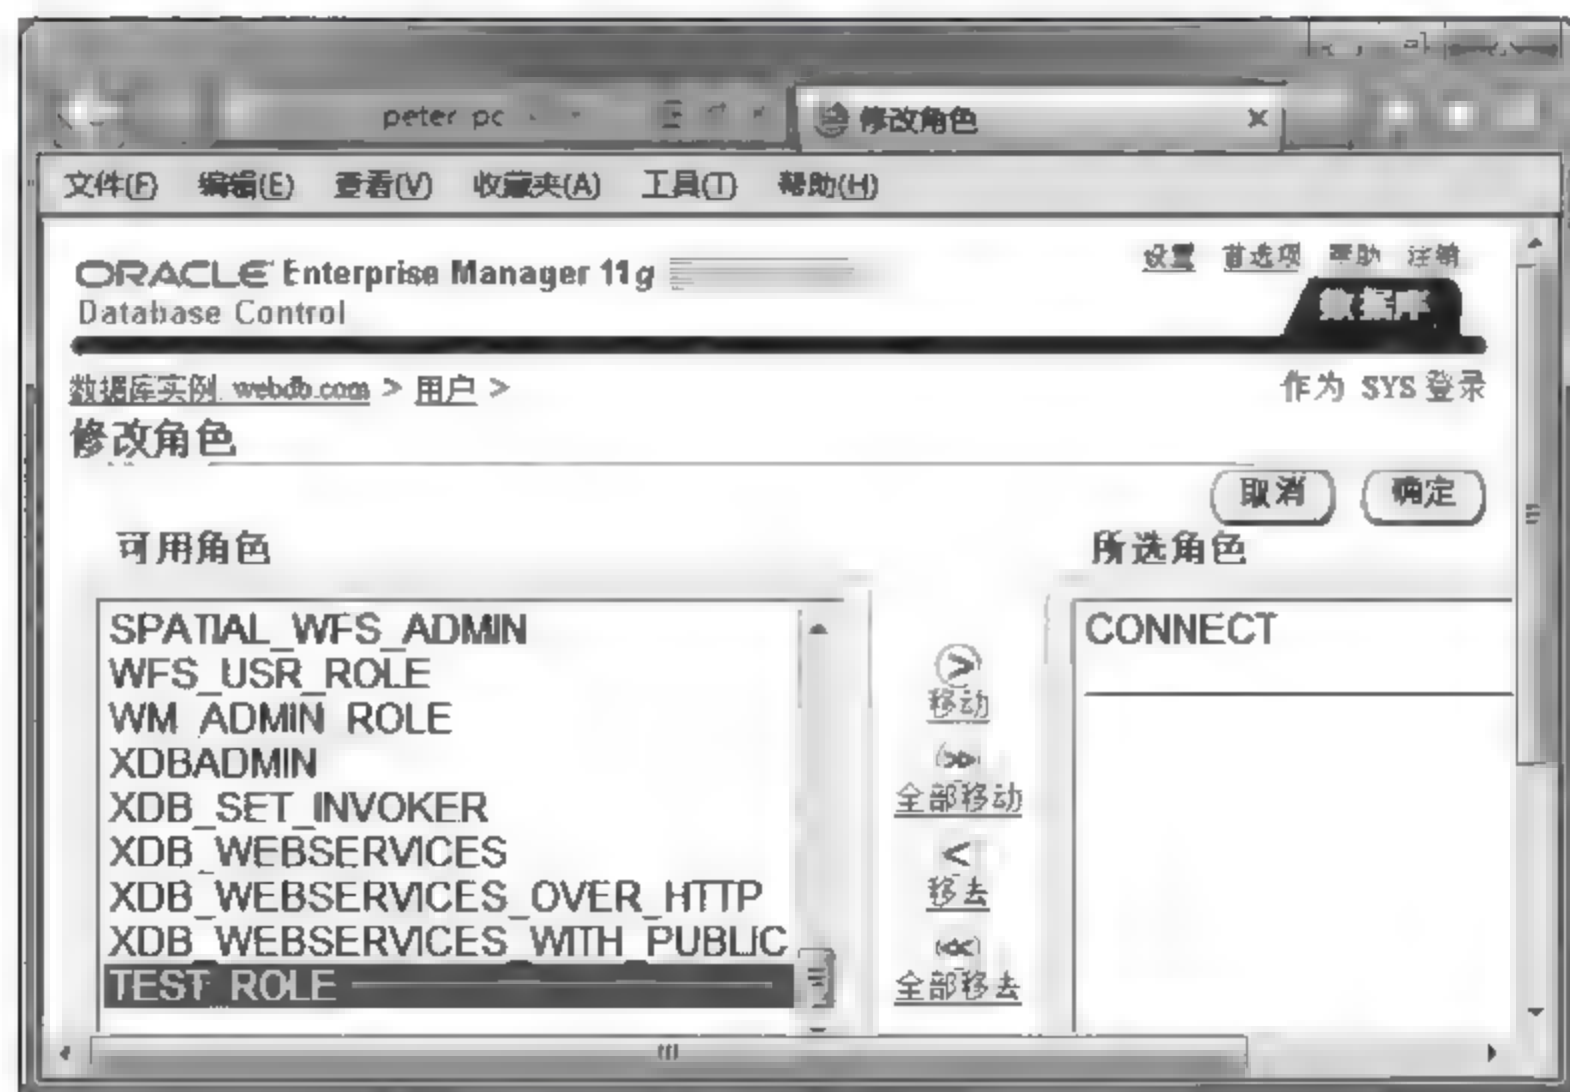 peter pc
修改角色
文件(F) 编辑(E) 查看(V) 收藏夹(A) 工具(T) 帮助(H)
设置 首选项 帮助 注销
ORACLE Enterprise Manager 11g
Database Control
数据库
数据库实例: webdb.com > 用户 >
作为 SYS 登录
修改角色
取消 确定
可用角色
所选角色
SPATIAL_WFS_ADMIN
WFS_USR_ROLE
WM_ADMIN_ROLE
XDBADMIN
XDB_SET_INVOKER
XDB_WEBSERVICES
XDB_WEBSERVICES_OVER_HTTP
XDB_WEBSERVICES_WITH_PUBLIC
TEST_ROLE
移动
全部移动
移去
全部移去
CONNECT